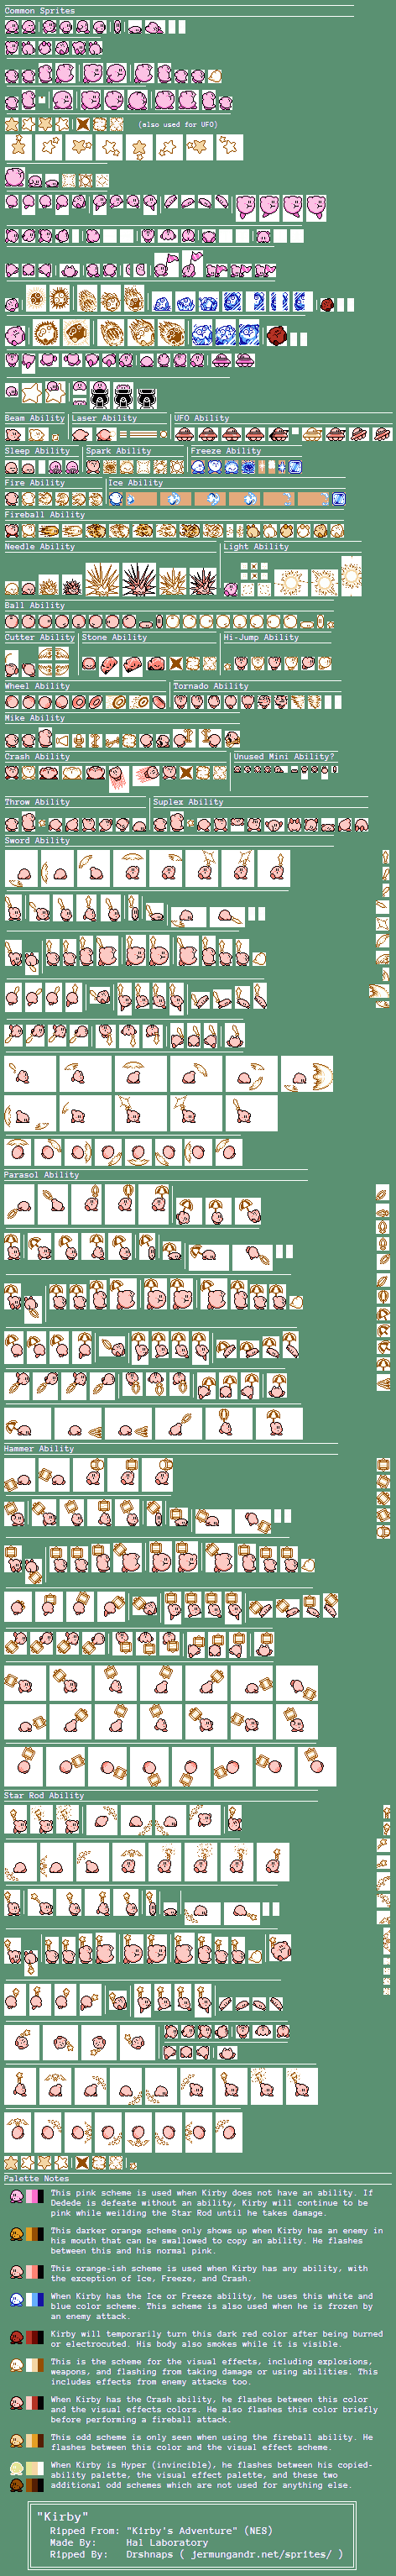 Common Sprites
(also used for UFO)
Beam Ability
Laser Ability
UFO Ability
Sleep Ability
Spark Ability
Freeze Ability
Fire Ability
Ice Ability
Fireball Ability
Needle Ability
Light Ability
Ball Ability
Cutter Ability
Stone Ability
Hi-Jump Ability
Wheel Ability
Tornado Ability
Mike Ability
Crash Ability
Unused Mini Ability?
Throw Ability
Suplex Ability
Sword Ability
Parasol Ability
Hammer Ability
Star Rod Ability
Palette Notes
This pink scheme is used when Kirby does not have an ability. If
Dedede is defeate without an ability, Kirby will continue to be
pink while weilding the Star Rod until he takes damage.
This darker orange scheme only shows up when Kirby has an enemy in
his mouth that can be swallowed to copy an ability. He flashes
between this and his normal pink.
This orange-ish scheme is used when Kirby has any ability, with
the exception of Ice, Freeze, and Crash.
When Kirby has the Ice or Freeze ability, he uses this white and
blue color scheme. This scheme is also used when he is frozen by
an enemy attack.
Kirby will temporarily turn this dark red color after being burned
or electrocuted. His body also smokes while it is visible.
This is the scheme for the visual effects, including explosions,
weapons, and flashing from taking damage or using abilities. This
includes effects from enemy attacks too.
When Kirby has the Crash ability, he flashes between this color
and the visual effects colors. He also flashes this color briefly
before performing a fireball attack.
This odd scheme is only seen when using the fireball ability. He
flashes between this color and the visual effect scheme.
When Kirby is Hyper (invincible), he flashes between his copied-
ability palette, the visual effect palette, and these two
additional odd schemes which are not used for anything else.
"Kirby"
Ripped From: "Kirby's Adventure" (NES)
Made By: Hal Laboratory
Ripped By: Drshnaps ( jermungandr.net/sprites/ )